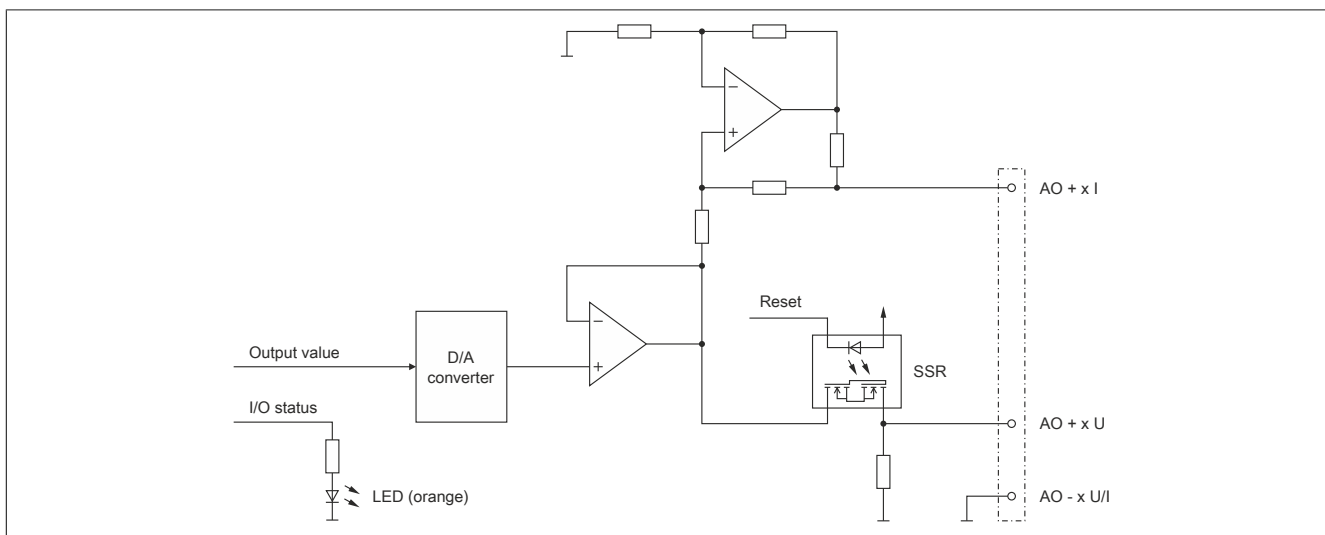 −
+
AO + x I
Reset
−
+
Output value
D/A
converter
SSR
I/O status
AO + x U
LED (orange)
AO - x U/I